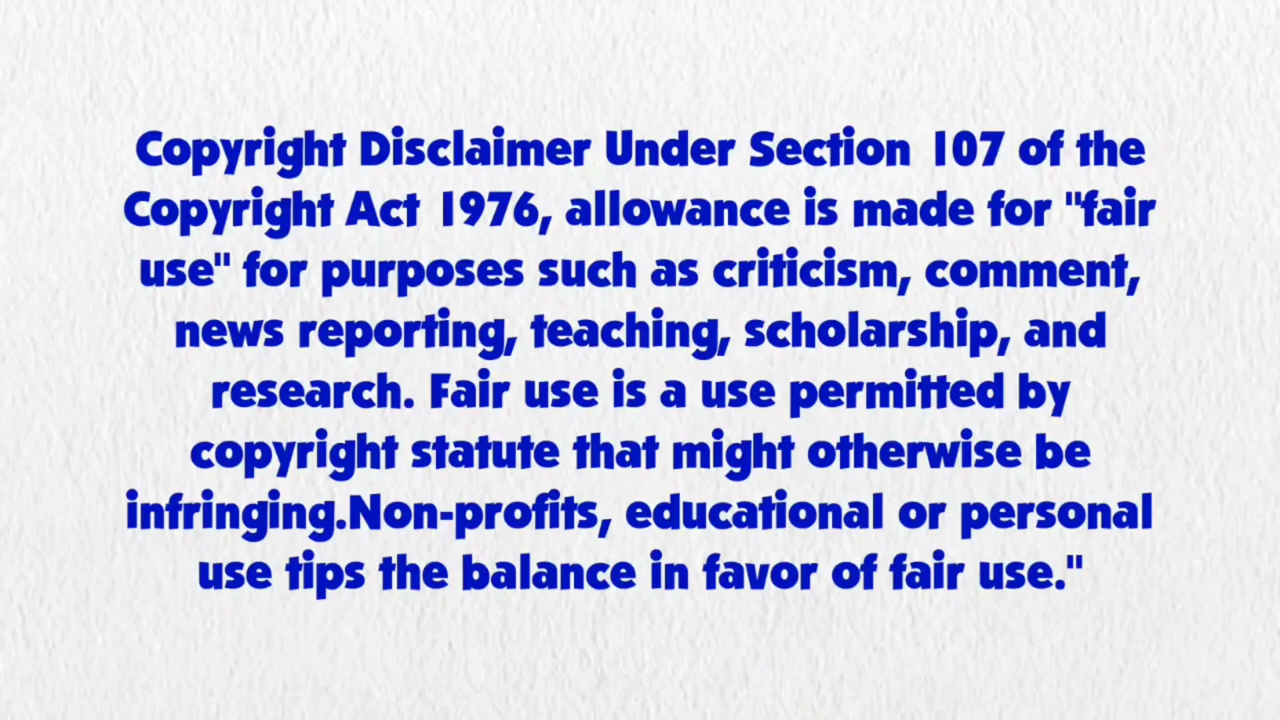 Copyright Disclaimer Under Section 107 of the
Copyright Act 1976, allowance is made for "fair
use" for purposes such as criticism, comment,
news reporting, teaching, scholarship, and
research. Fair use is a use permitted by
copyright statute that might otherwise be
infringing.Non-profits, educational or personal
use tips the balance in favor of fair use."